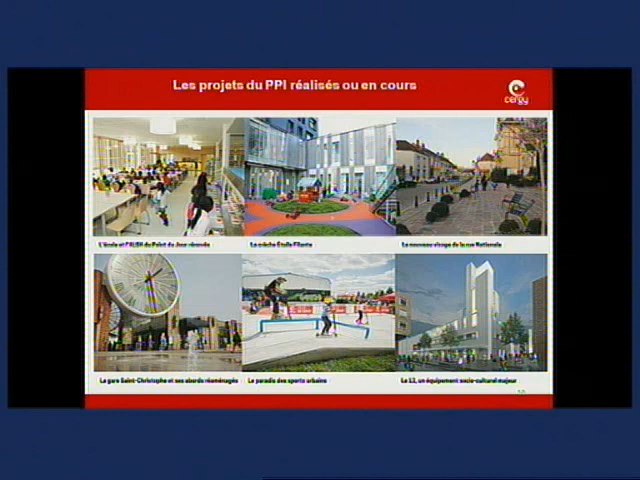 Les projets du PPI réalisés ou en cours
cergy
L'école et l'ALSH du Point du Jour rénovés
La crèche Étoile Filante
Le nouveau visage de la rue Nationale
La gare Saint-Christophe et ses abords réaménagés
Le paradis des sports urbains
Le 12, un équipement socio-culturel majeur